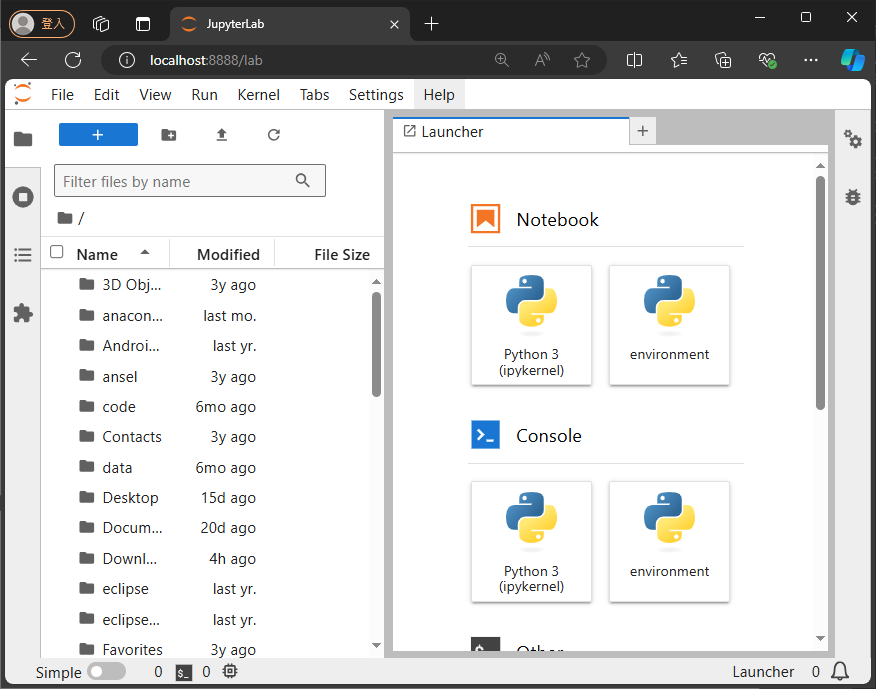 登入
JupyterLab
localhost:8888/lab
File Edit View Run Kernel Tabs Settings Help
Launcher
Filter files by name
/
Name Modified File Size
3D Obj... 3y ago
anacon... last mo.
Androi... last yr.
ansel 3y ago
code 6mo ago
Contacts 3y ago
data 6mo ago
Desktop 15d ago
Docum... 20d ago
Downl... 4h ago
eclipse last yr.
eclipse... last yr.
Favorites 3y ago
Notebook
Python 3
(ipykernel)
environment
Console
Python 3
(ipykernel)
environment
Other
Simple 0 0 Launcher 0